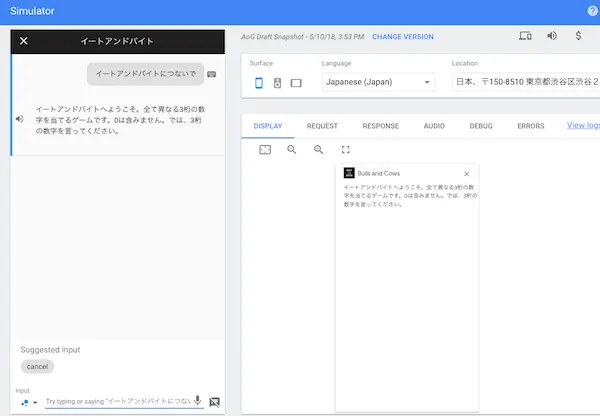 Simulator
イートアンドバイト
イートアンドバイトにつないで
イートアンドバイトへようこそ。全て異なる3桁の数
字を当てるゲームです。0は含みません。では、3桁
の数字を言ってください。
Suggested input
cancel
Input
Try typing or saying "イートアンドバイトにつない
AoG Draft Snapshot - 5/10/18, 3:53 PM
CHANGE VERSION
Surface
Language
Japanese (Japan)
Location
日本、〒150-8510 東京都渋谷区渋谷２
DISPLAY
REQUEST
RESPONSE
AUDIO
DEBUG
ERRORS
View logs
Bulls and Cows
イートアンドバイトへようこそ。全て異なる3桁の数
字を当てるゲームです。0は含みません。では、3桁の
数字を言ってください。